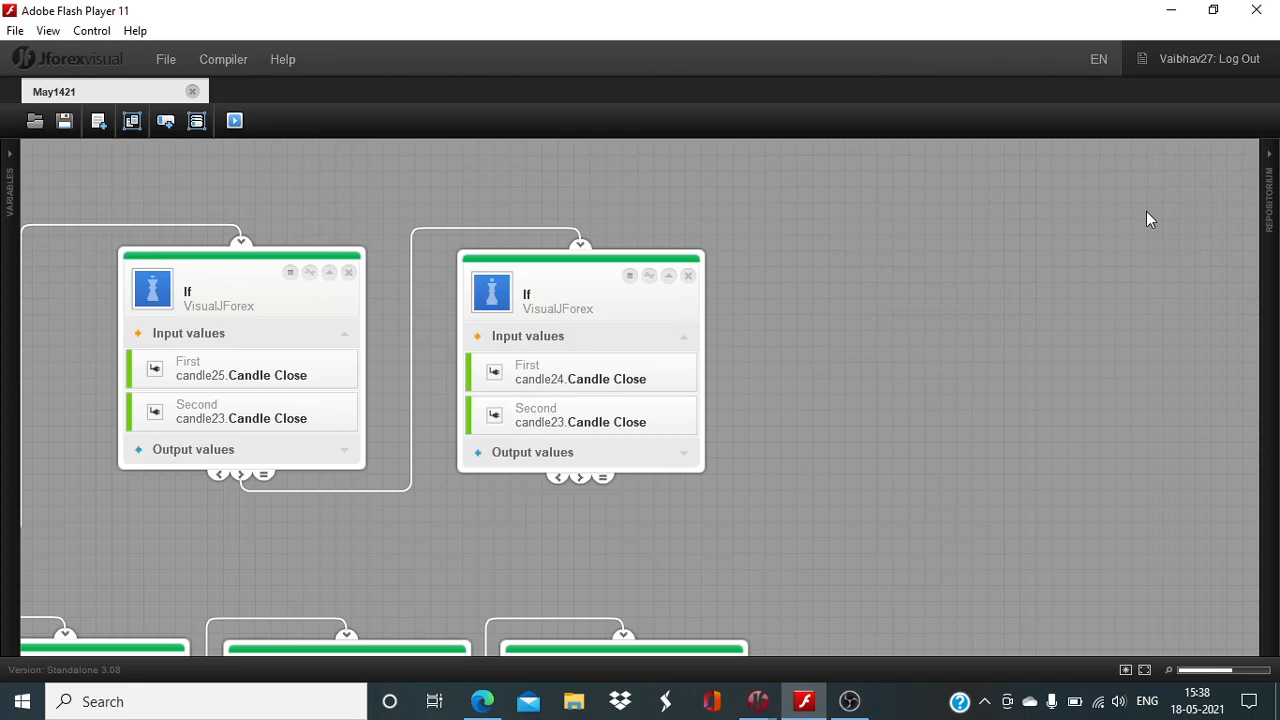 Adobe Flash Player 11
File View Control Help
Jforexvisual File Compiler Help EN Vaibhav27: Log Out
May1421
VARIABLES
REPOSITORIUM
If
VisualJForex
Input values
First
candle25.Candle Close
Second
candle23.Candle Close
Output values
If
VisualJForex
Input values
First
candle24.Candle Close
Second
candle23.Candle Close
Output values
Version: Standalone 3.08
Search
ENG
15:38
18-05-2021